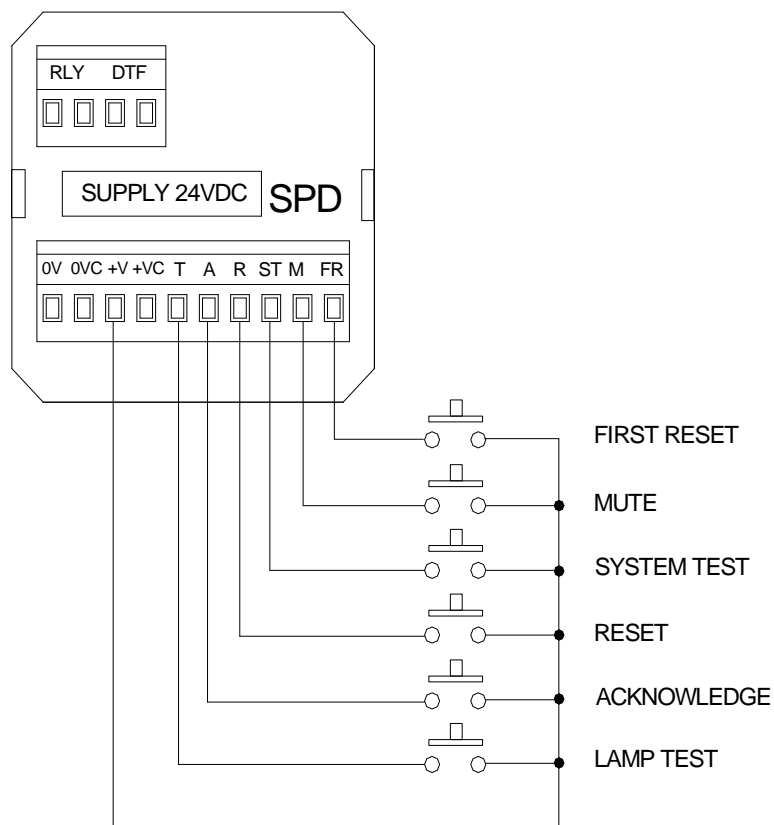 RLY DTF
SUPPLY 24VDC SPD
0V 0VC +V +VC T A R ST M FR
FIRST RESET
MUTE
SYSTEM TEST
RESET
ACKNOWLEDGE
LAMP TEST